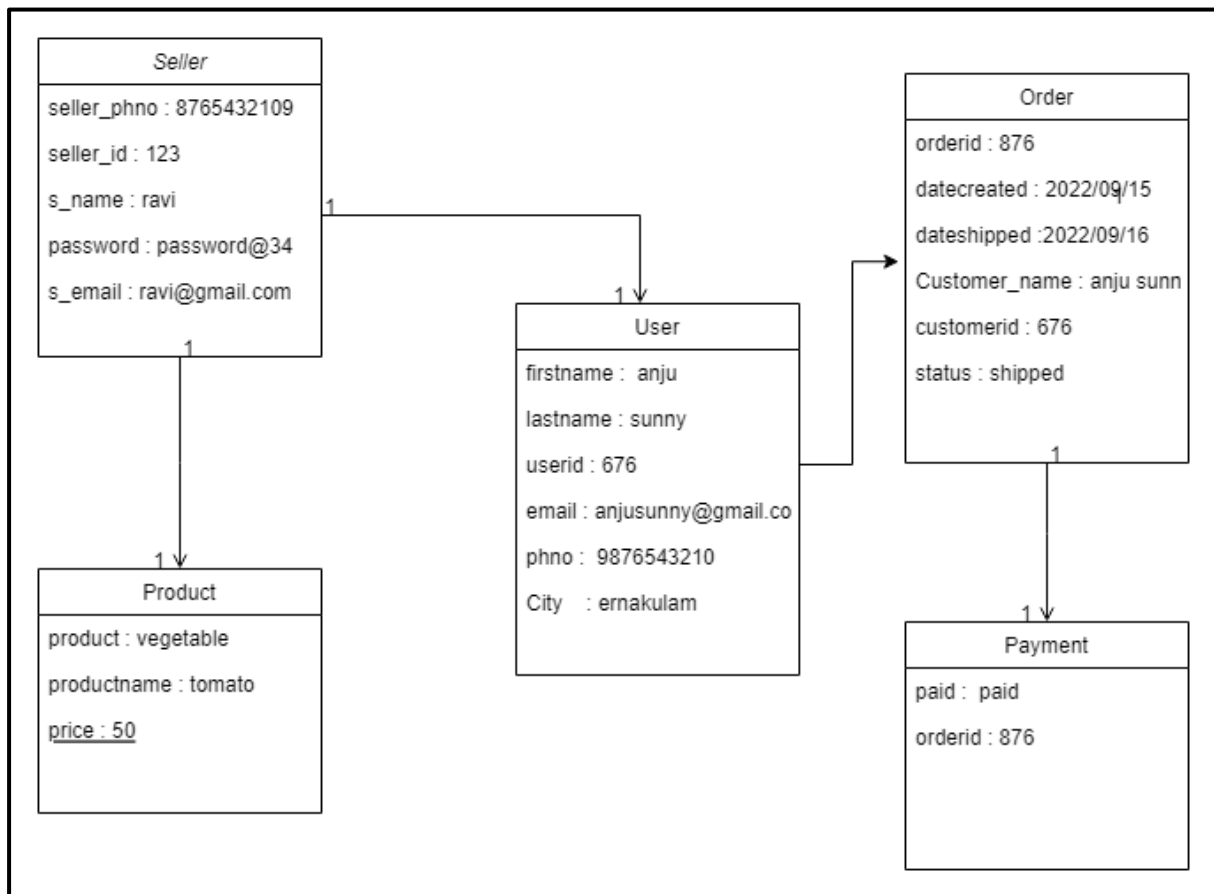 Seller
seller_phno : 8765432109
seller_id : 123
s_name : ravi
password : password@34
s_email : ravi@gmail.com
1
1
1
User
firstname : anju
lastname : sunny
userid : 676
email : anjusunny@gmail.co
phno : 9876543210
City : ernakulam
Order
orderid : 876
datecreated : 2022/09/15
dateshipped :2022/09/16
Customer_name : anju sunn
customerid : 676
status : shipped
1
1
Product
product : vegetable
productname : tomato
price : 50
1
Payment
paid : paid
orderid : 876